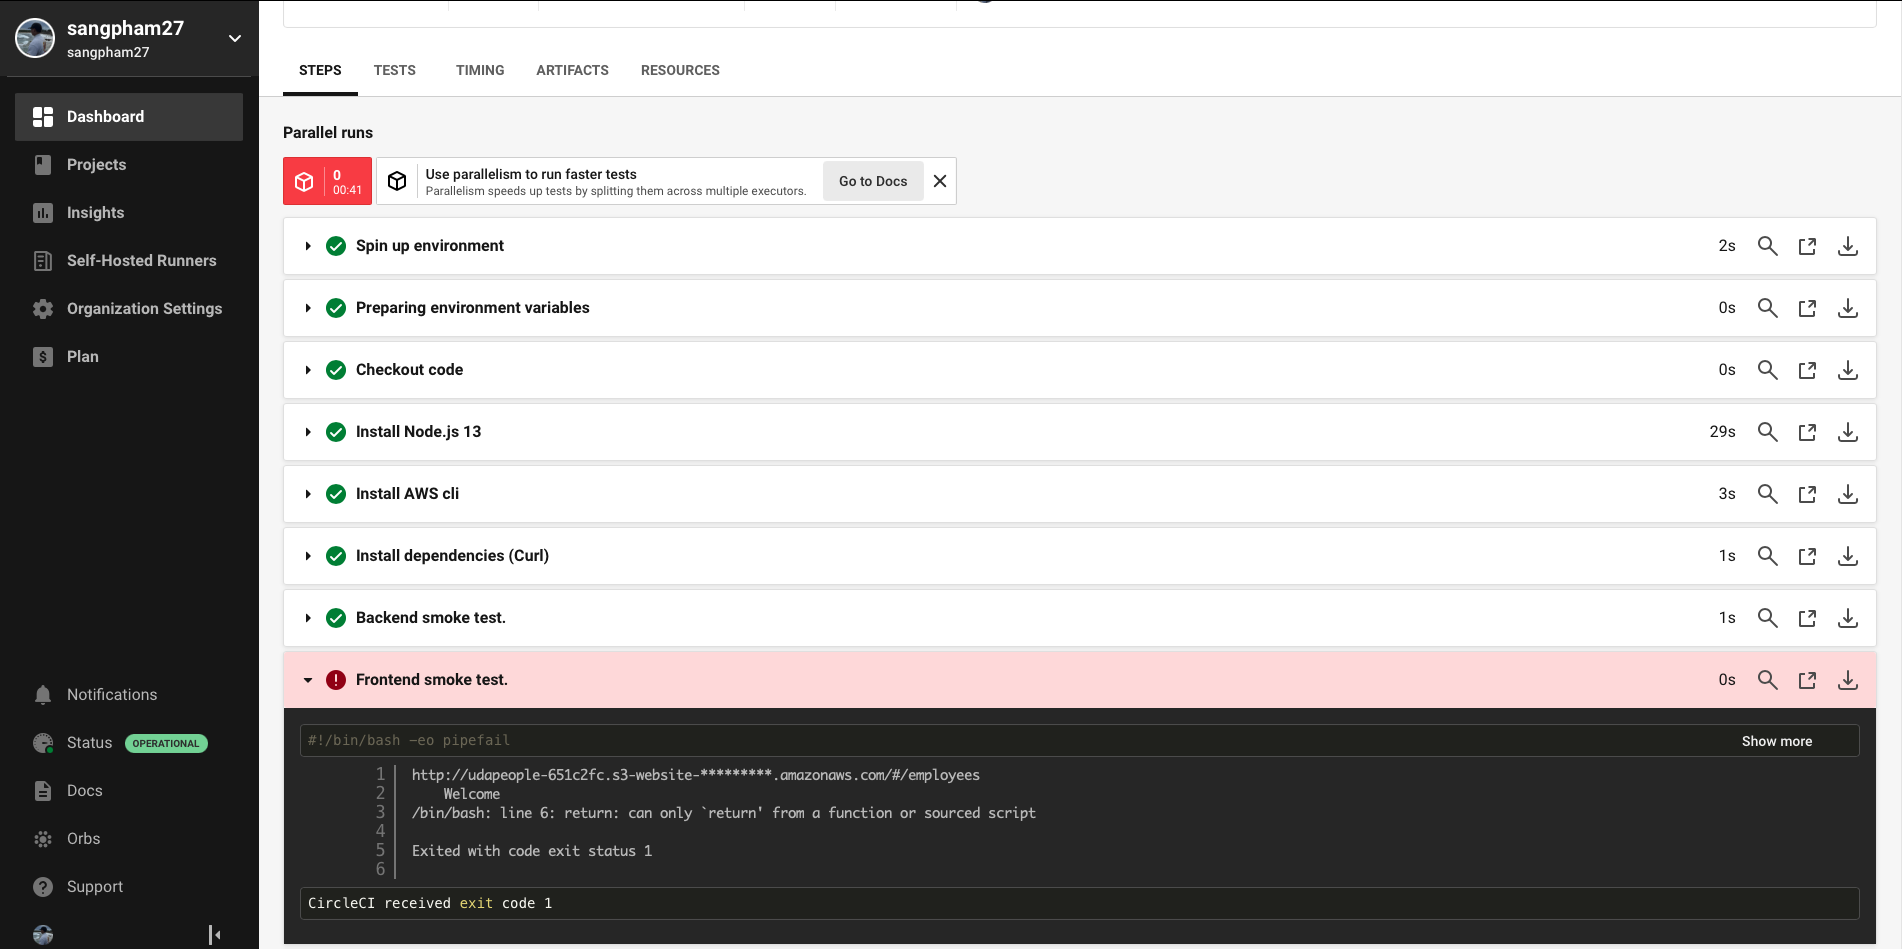 sangpham27
sangpham27
Dashboard
Projects
Insights
Self-Hosted Runners
Organization Settings
Plan
Notifications
Status OPERATIONAL
Docs
Orbs
Support
STEPS TESTS TIMING ARTIFACTS RESOURCES
Parallel runs
0
00:41
Use parallelism to run faster tests
Parallelism speeds up tests by splitting them across multiple executors.
Go to Docs
Spin up environment 2s
Preparing environment variables 0s
Checkout code 0s
Install Node.js 13 29s
Install AWS cli 3s
Install dependencies (Curl) 1s
Backend smoke test. 1s
Frontend smoke test. 0s
#!/bin/bash -eo pipefail Show more
1 http://udapeople-651c2fc.s3-website-*********.amazonaws.com/#/employees
2 Welcome
3 /bin/bash: line 6: return: can only `return' from a function or sourced script
4
5 Exited with code exit status 1
6
CircleCI received exit code 1